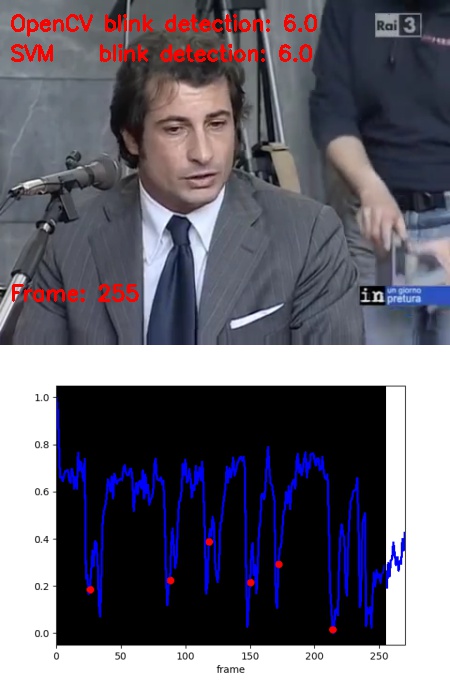 OpenCV blink detection: 6.0
Rai 3
SVM blink detection: 6.0
Frame: 255
in un giorno
pretura
1.0
0.8
0.6
0.4
0.2
0.0
0 50 100 150 200 250
frame